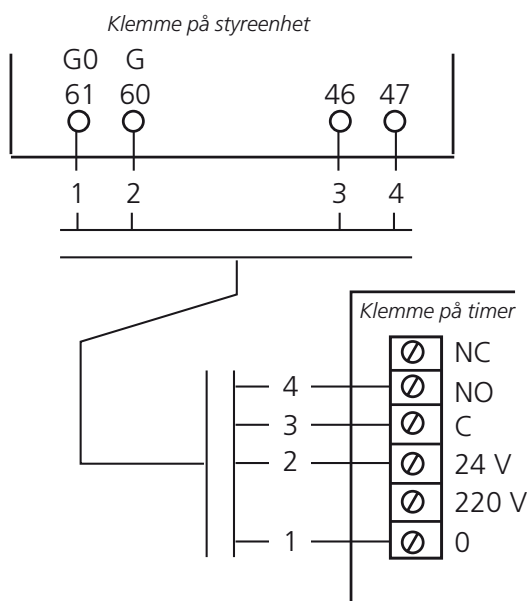 Klemme på styreenhet
G0 G
61 60 46 47
1 2 3 4
Klemme på timer
NC
4 NO
3 C
2 24 V
220 V
1 0